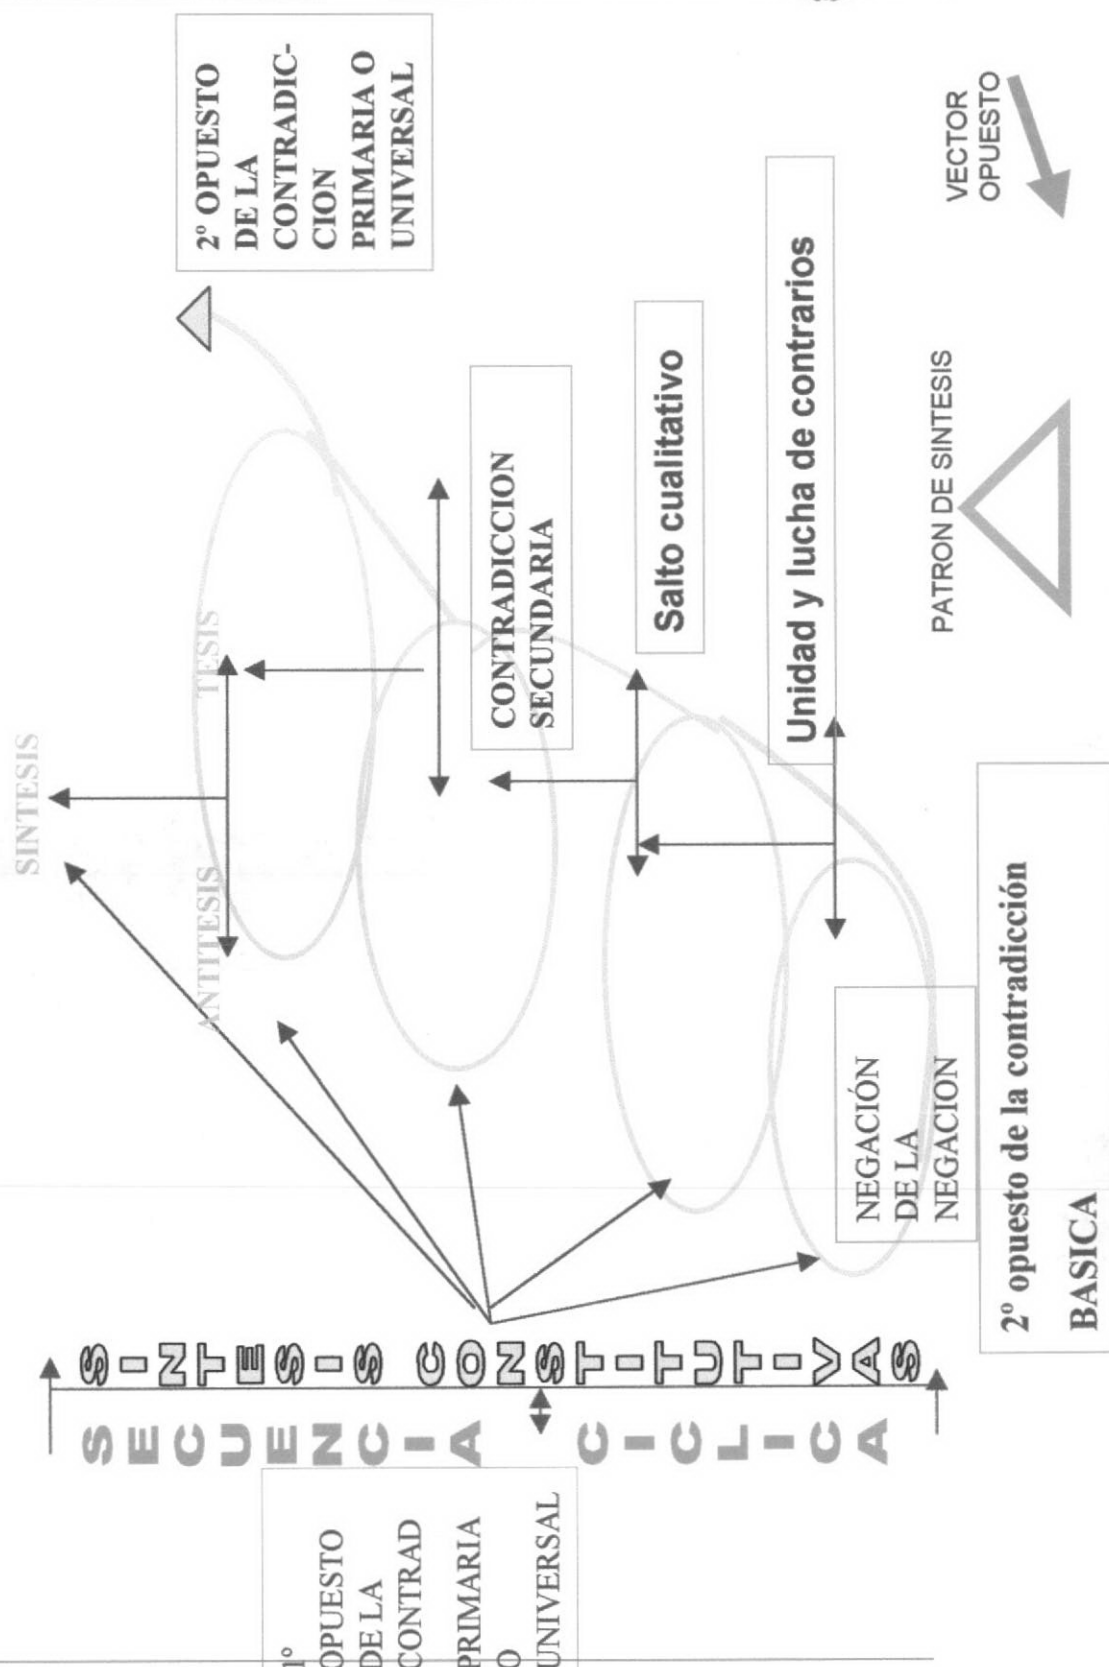 SINTESIS
ANTITESIS
TESIS
2º OPUESTO
DE LA
CONTRADIC-
CION
PRIMARIA O
UNIVERSAL
SECUENCIA CICLICA
SINTESIS CONSTITUTIVAS
1º
OPUESTO
DE LA
CONTRAD
PRIMARIA
O
UNIVERSAL
CONTRADICCION
SECUNDARIA
Salto cualitativo
Unidad y lucha de contrarios
NEGACIÓN
DE LA
NEGACION
2º opuesto de la contradicción
BASICA
PATRON DE SINTESIS
VECTOR
OPUESTO